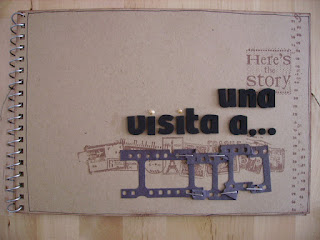 Here's
the
story
una
visita a...